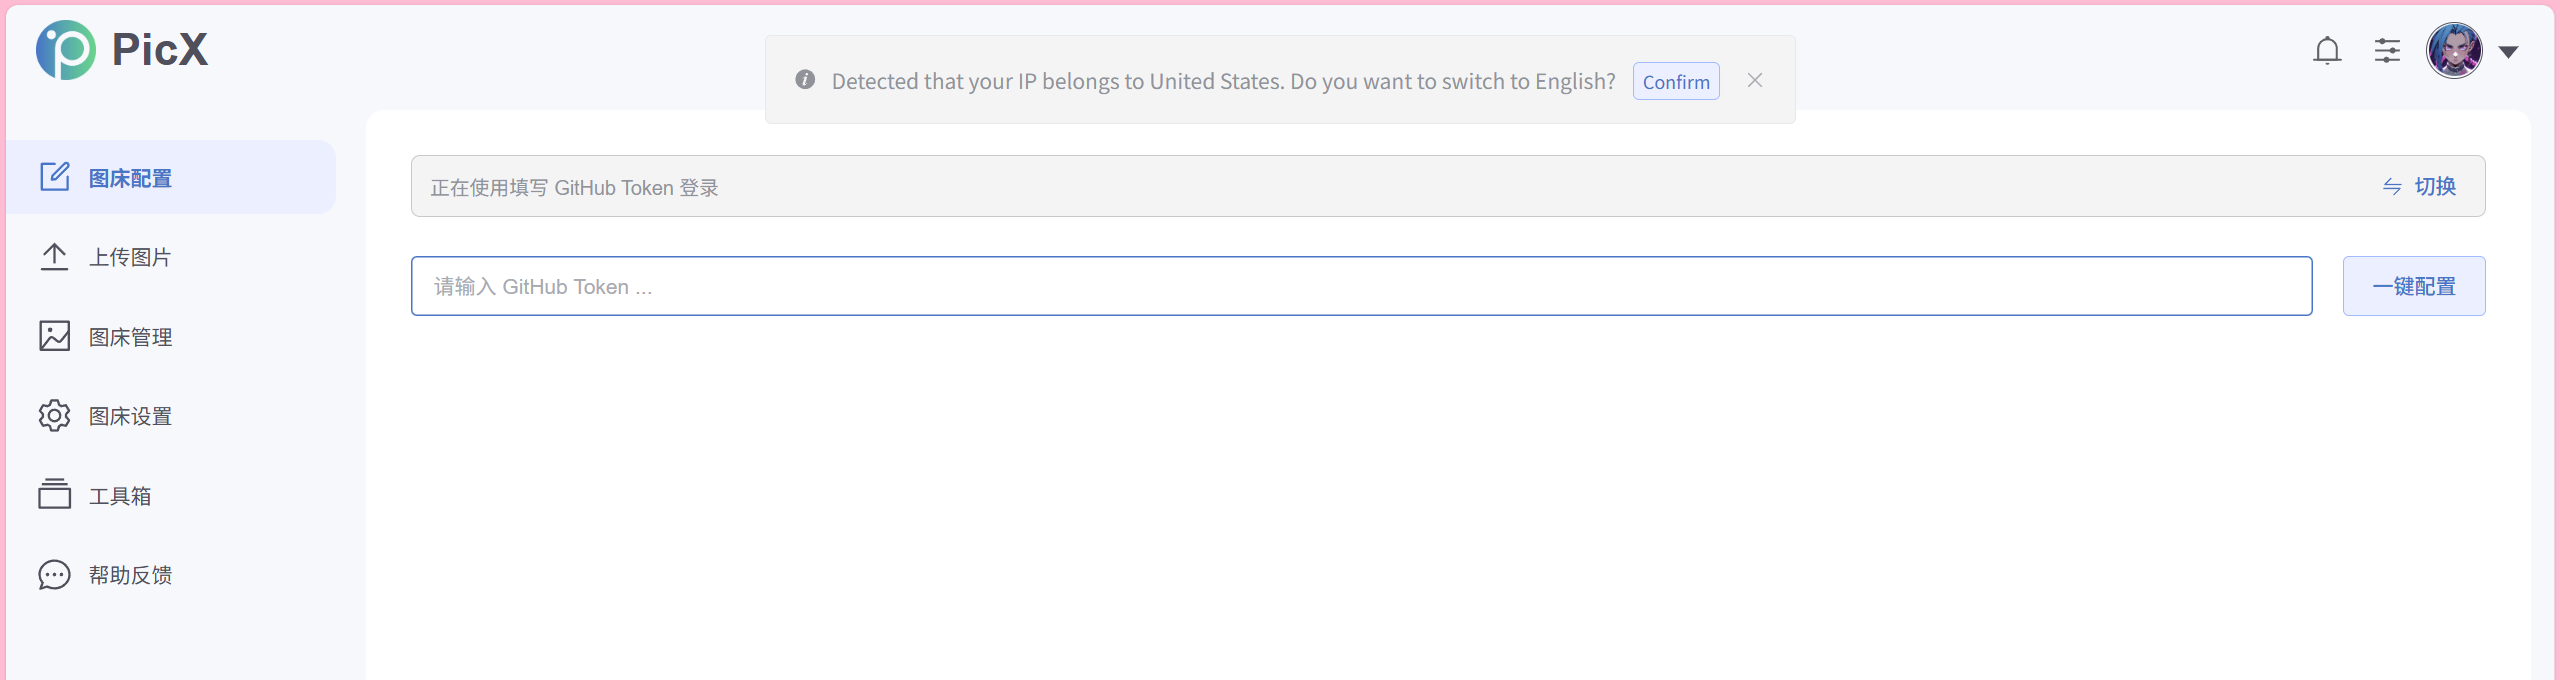 PicX
Detected that your IP belongs to United States. Do you want to switch to English? Confirm
图床配置
上传图片
图床管理
图床设置
工具箱
帮助反馈
正在使用填写 GitHub Token 登录 切换
请输入 GitHub Token ... 一键配置